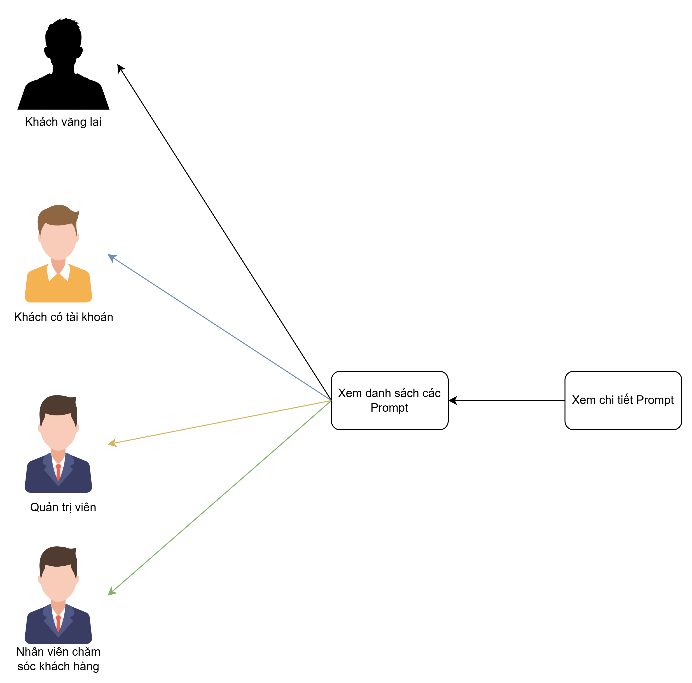 Khách vãng lai
Khách có tài khoản
Quản trị viên
Nhân viên chăm
sóc khách hàng
Xem danh sách các
Prompt
Xem chi tiết Prompt